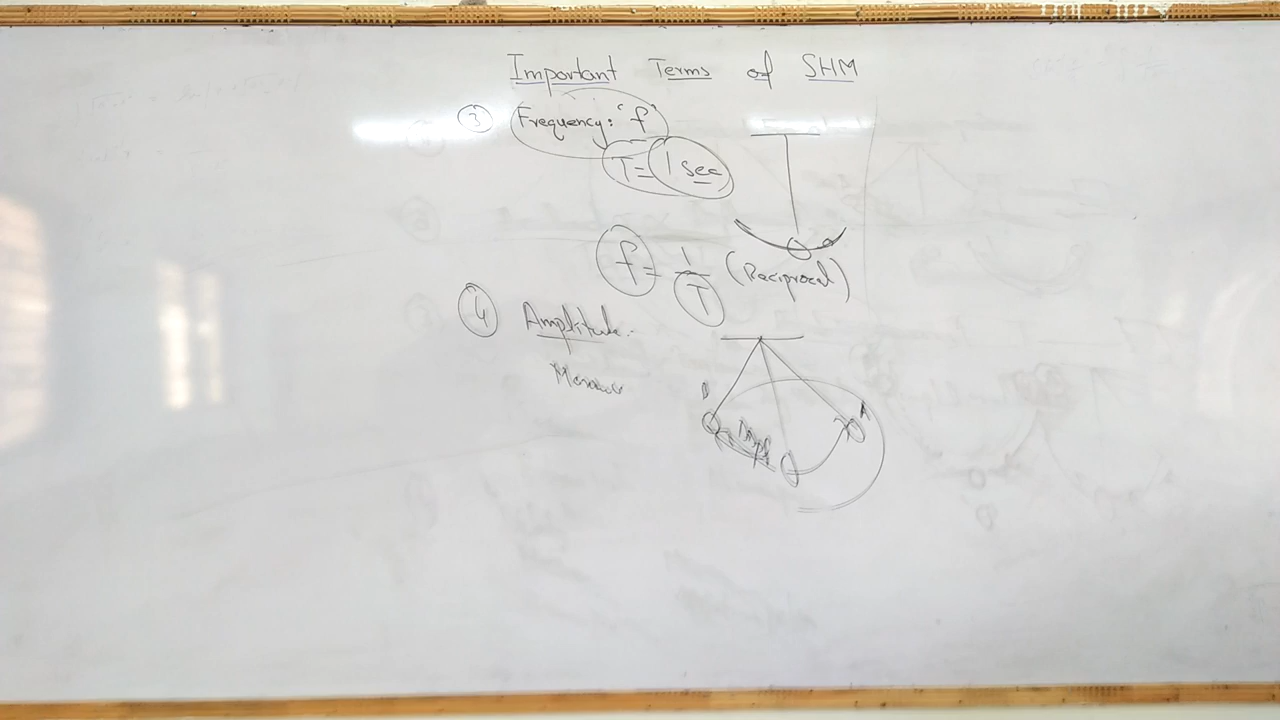 Important Terms of SHM
③ Frequency: "f"
T = 1 sec
f = 1/T (Reciprocal)
④ Amplitude.
A